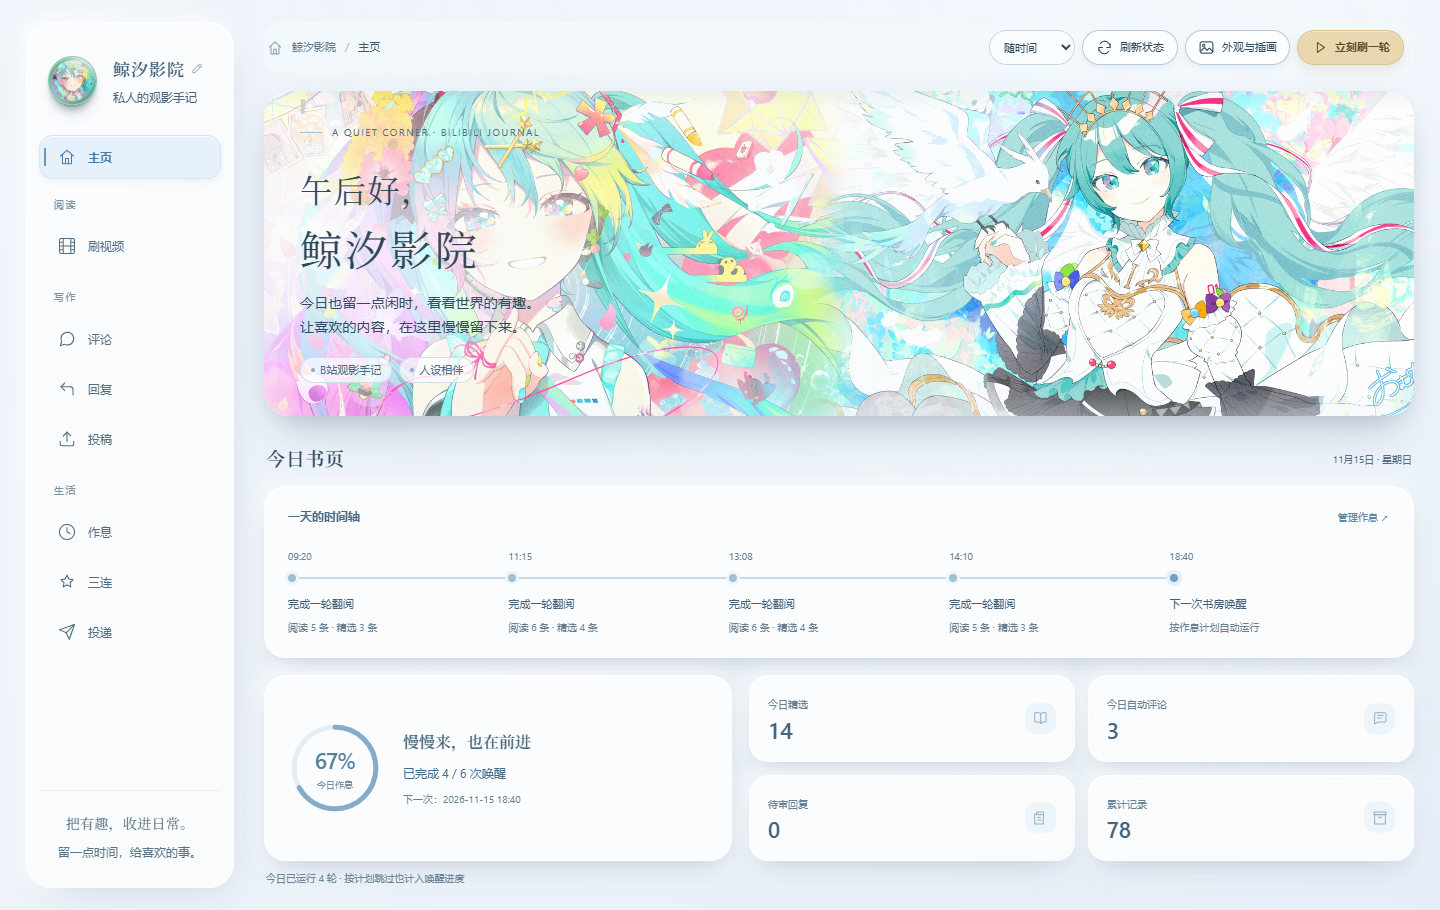 鲸汐影院
私人的观影手记
主页
阅读
刷视频
写作
评论
回复
投稿
生活
作息
三连
投递
把有趣，收进日常。
留一点时间，给喜欢的事。
鲸汐影院 / 主页
随时间
刷新状态
外观与插画
立刻刷一轮
A QUIET CORNER · BILIBILI JOURNAL
午后好，
鲸汐影院
今日也留一点闲时，看看世界的有趣。
让喜欢的内容，在这里慢慢留下来。
B站观影手记
人设相伴
今日书页
11月15日 · 星期日
一天的时间轴
管理作息 ↗
09:20
完成一轮翻阅
阅读 5 条 · 精选 3 条
11:15
完成一轮翻阅
阅读 6 条 · 精选 4 条
13:08
完成一轮翻阅
阅读 6 条 · 精选 4 条
14:10
完成一轮翻阅
阅读 5 条 · 精选 3 条
18:40
下一次书房唤醒
按作息计划自动运行
67%
今日作息
慢慢来，也在前进
已完成 4 / 6 次唤醒
下一次：2026-11-15 18:40
今日精选
14
今日自动评论
3
待审回复
0
累计记录
78
今日已运行 4 轮 · 按计划跳过也计入唤醒进度